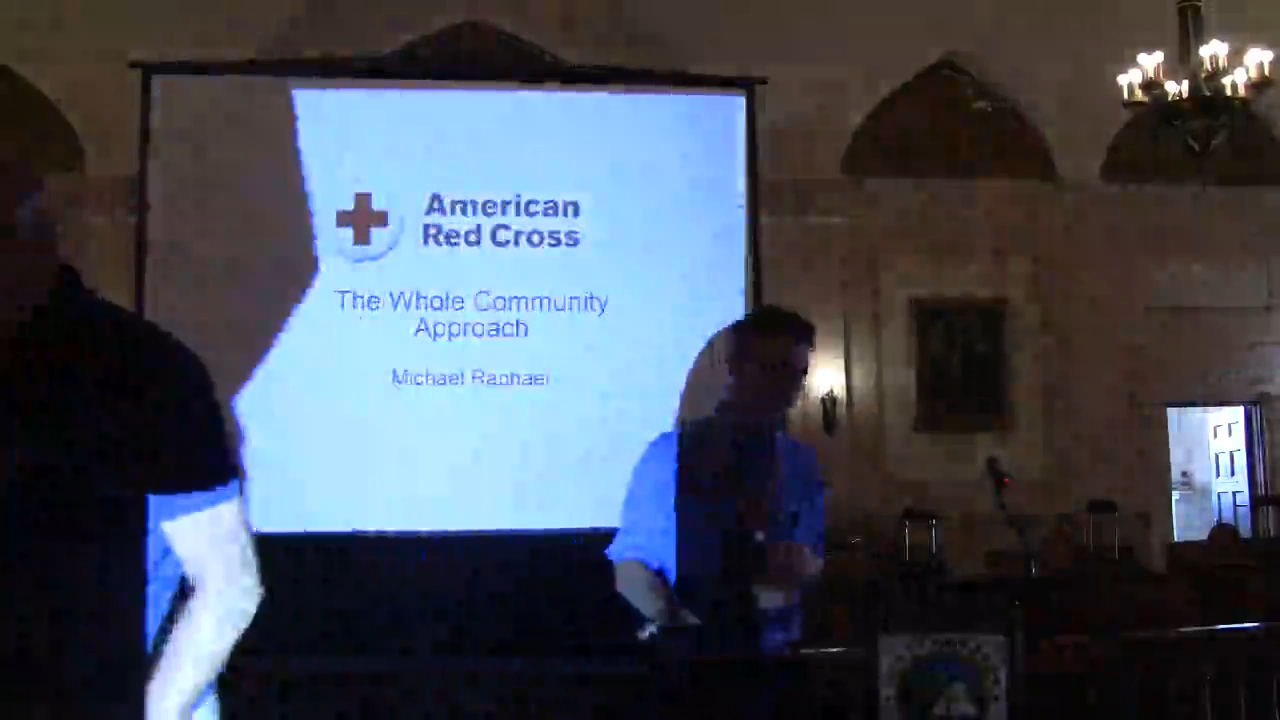 American
Red Cross
The Whole Community
Approach
Michael Raphael